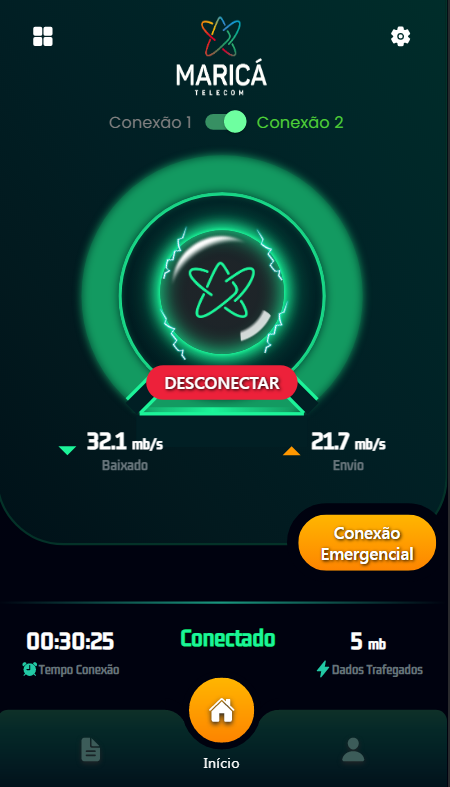 MARICÁ
TELECOM
Conexão 1 Conexão 2
DESCONECTAR
32.1 mb/s 21.7 mb/s
Baixado Envio
Conexão
Emergencial
00:30:25 Conectado 5 mb
Tempo Conexão Dados Trafegados
Início